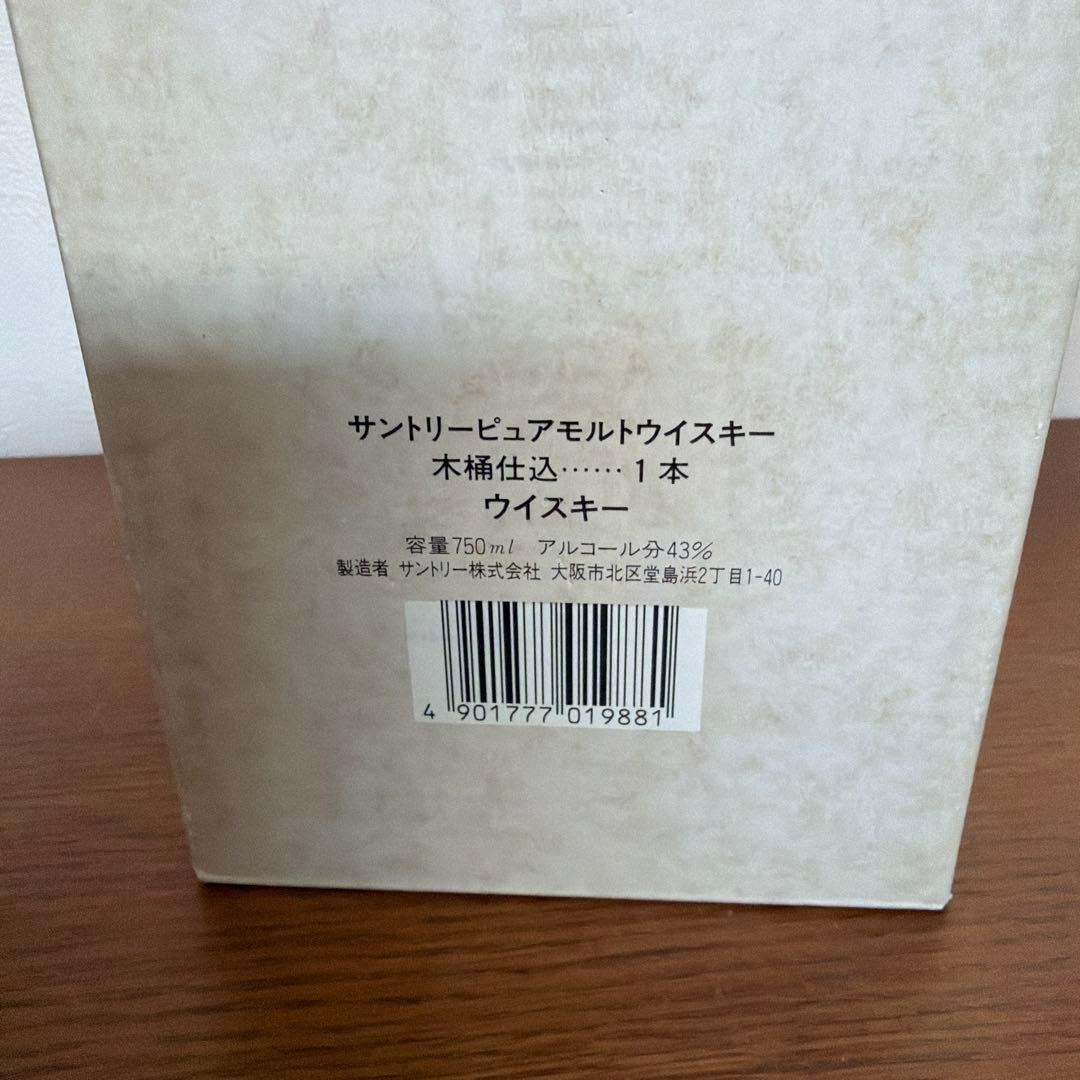 サントリーピュアモルトウイスキー
木桶仕込…… 1 本
ウイスキー
容量750ml アルコール分43%
製造者 サントリー株式会社 大阪市北区堂島浜2丁目1-40
4 901777 019881